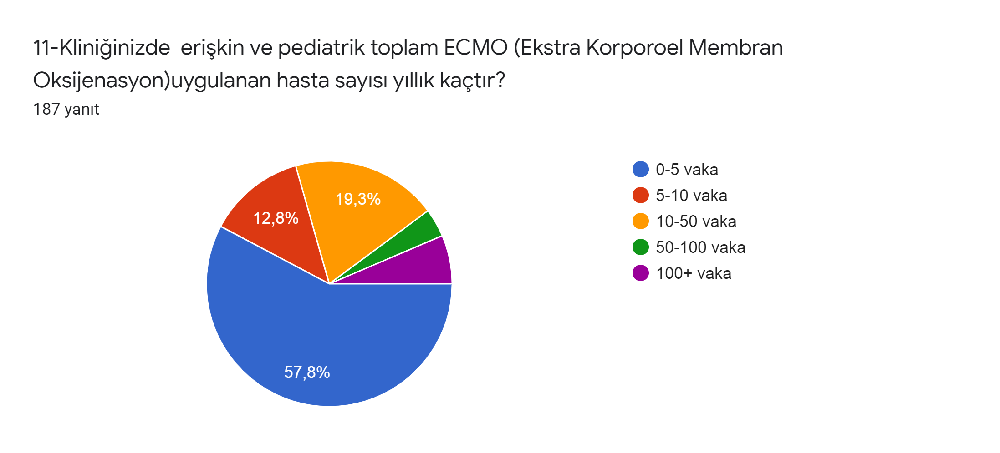 11-Kliniğinizde  erişkin ve pediatrik toplam ECMO (Ekstra Korporoel Membran
Oksijenasyon)uygulanan hasta sayısı yıllık kaçtır?
187 yanıt
19,3%
12,8%
57,8%
0-5 vaka
5-10 vaka
10-50 vaka
50-100 vaka
100+ vaka